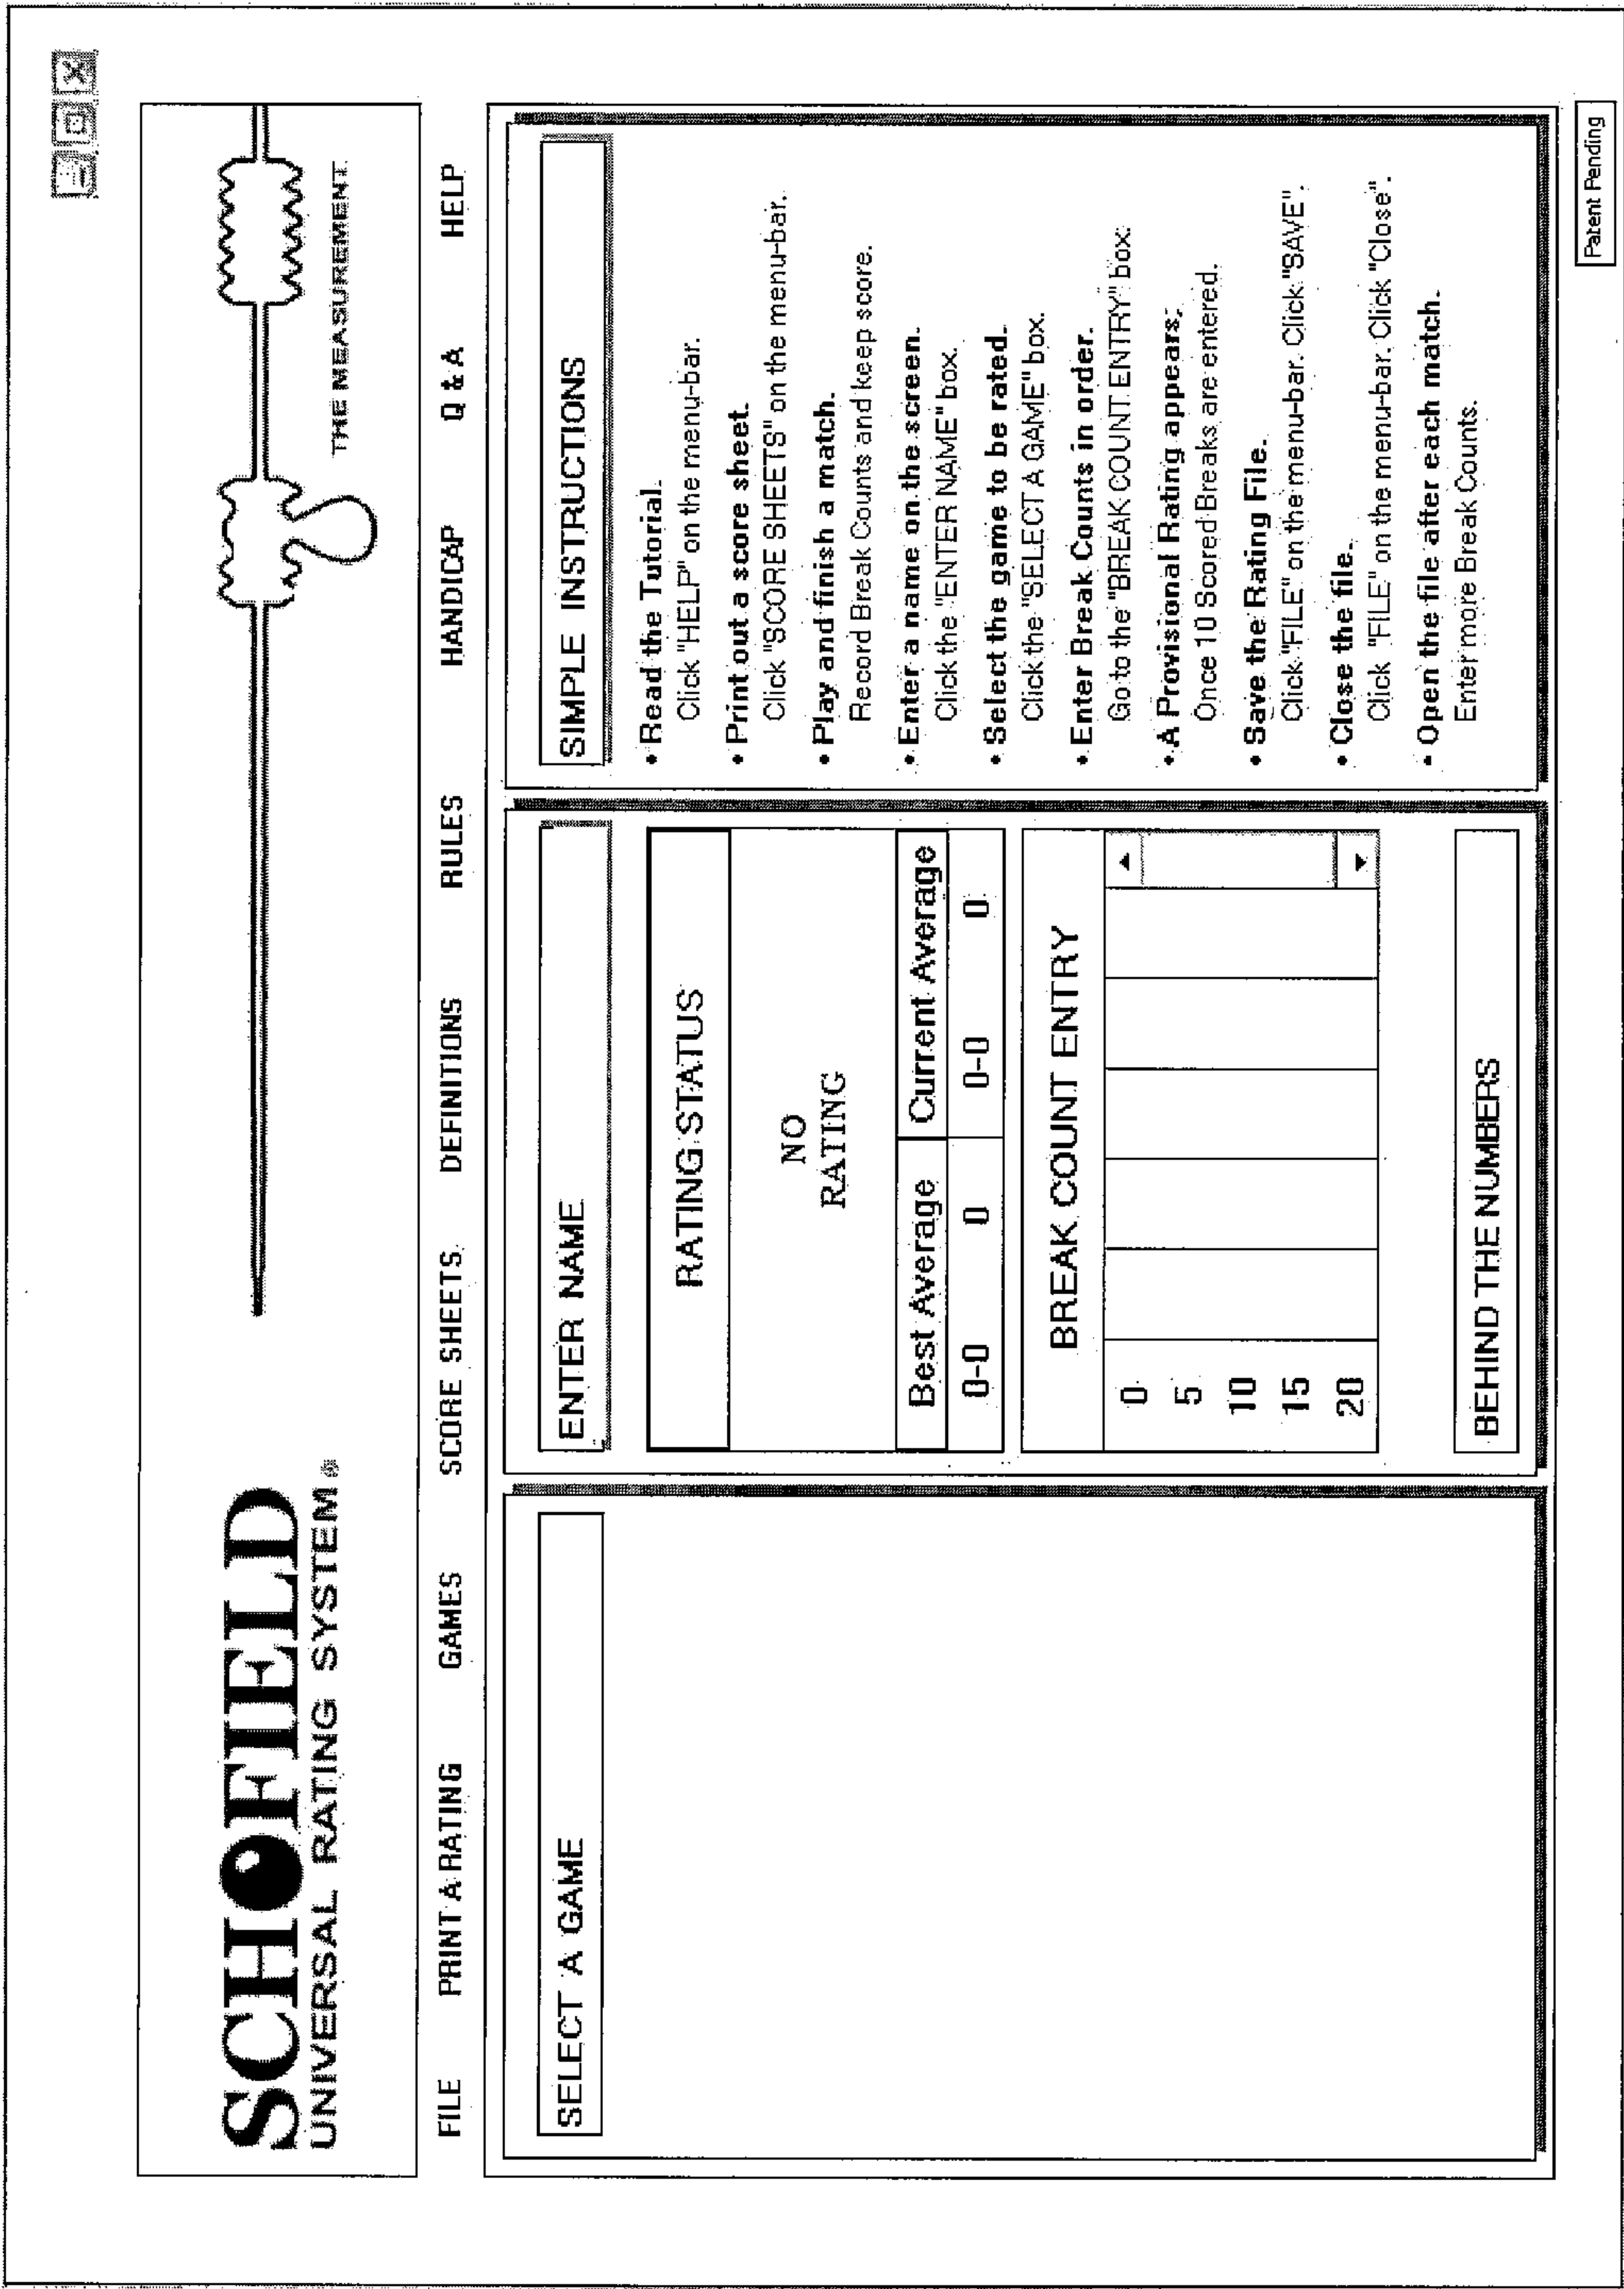 SCHOFIELD
UNIVERSAL RATING SYSTEM®
THE MEASUREMENT.
FILE PRINT A RATING GAMES SCORE SHEETS DEFINITIONS RULES HANDICAP Q & A HELP
SELECT A GAME
ENTER NAME
RATING STATUS
NO
RATING
Best Average Current Average
0-0 0 0-0 0
BREAK COUNT ENTRY
0
5
10
15
20
BEHIND THE NUMBERS
SIMPLE INSTRUCTIONS
• Read the Tutorial.
Click "HELP" on the menu-bar.
• Print out a score sheet.
Click "SCORE SHEETS" on the menu-bar.
• Play and finish a match.
Record Break Counts and keep score.
• Enter a name on the screen.
Click the "ENTER NAME" box.
• Select the game to be rated.
Click the "SELECT A GAME" box.
• Enter Break Counts in order.
Go to the "BREAK COUNT ENTRY" box.
• A Provisional Rating appears,
Once 10 Scored Breaks are entered.
• Save the Rating File.
Click "FILE" on the menu-bar. Click "SAVE".
• Close the file.
Click "FILE" on the menu-bar. Click "Close".
• Open the file after each match.
Enter more Break Counts.
Patent Pending